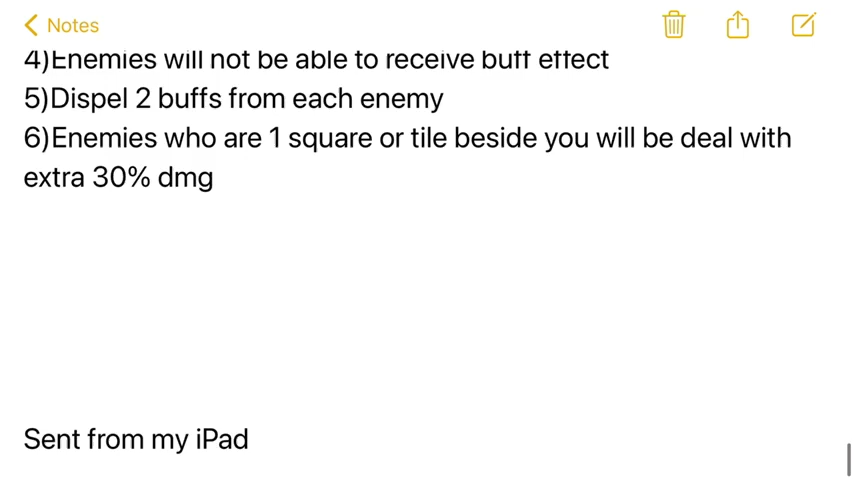 Notes
4)Enemies will not be able to receive buff effect
5)Dispel 2 buffs from each enemy
6)Enemies who are 1 square or tile beside you will be deal with
extra 30% dmg
Sent from my iPad